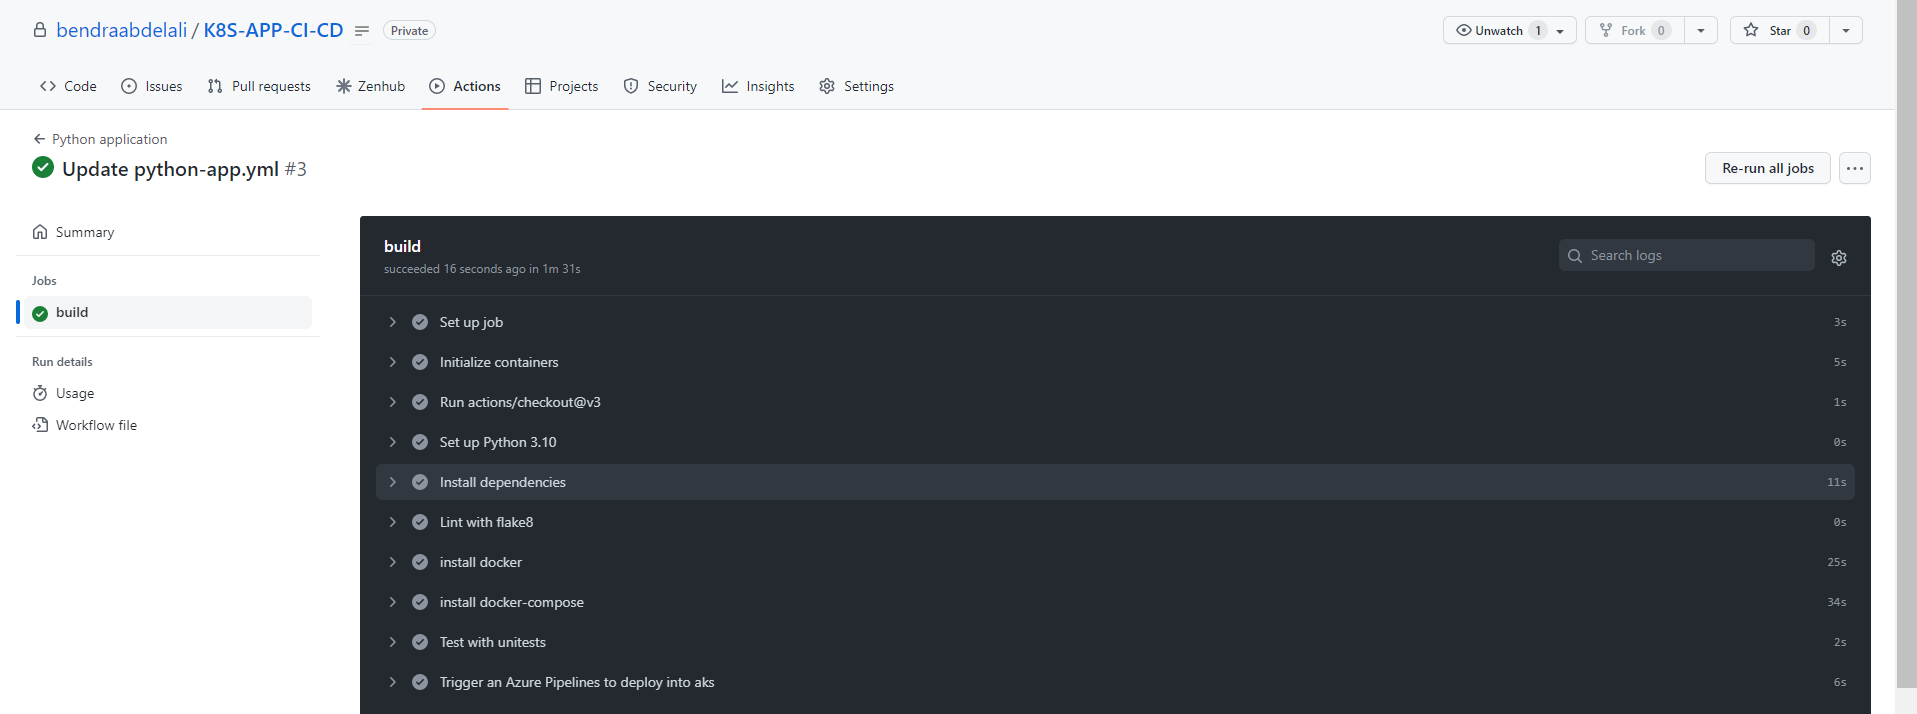 bendraabdelali / K8S-APP-CI-CD Private Unwatch 1 Fork 0 Star 0
Code Issues Pull requests Zenhub Actions Projects Security Insights Settings
Python application
Update python-app.yml #3
Re-run all jobs
Summary
Jobs
build
Run details
Usage
Workflow file
build
succeeded 16 seconds ago in 1m 31s
Search logs
Set up job 3s
Initialize containers 5s
Run actions/checkout@v3 1s
Set up Python 3.10 0s
Install dependencies 11s
Lint with flake8 0s
install docker 25s
install docker-compose 34s
Test with unitests 2s
Trigger an Azure Pipelines to deploy into aks 6s